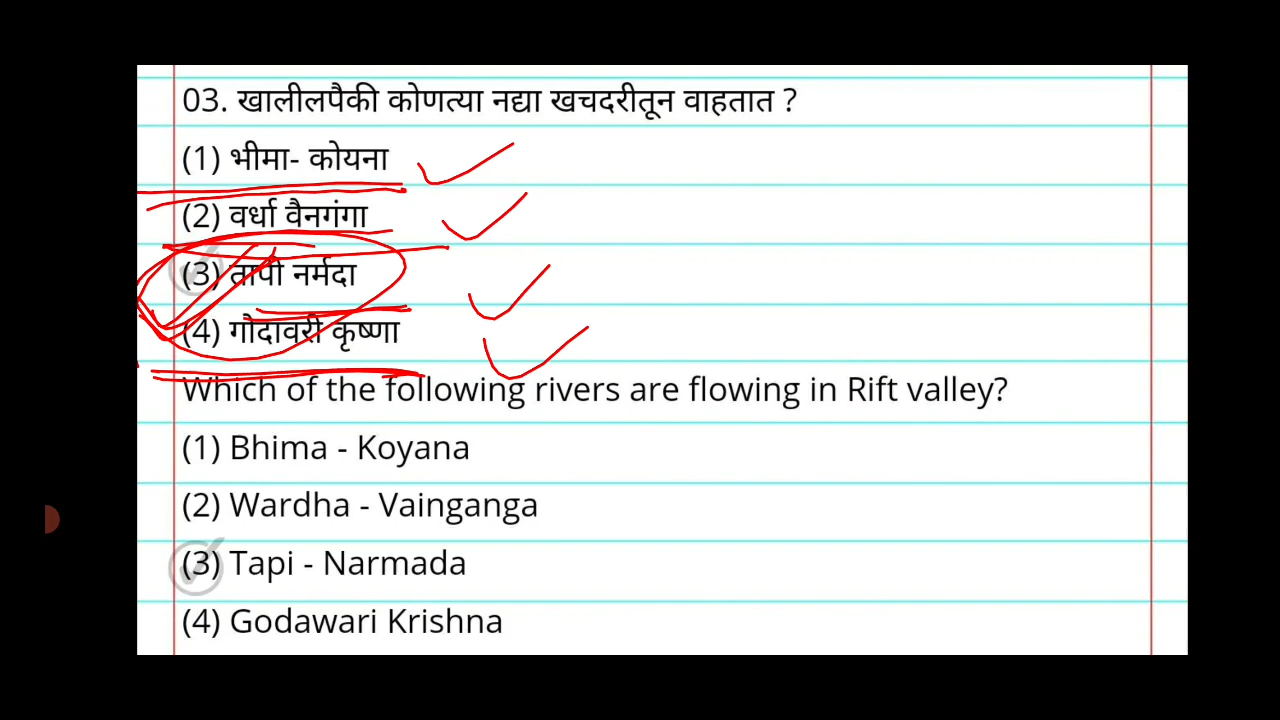 03. खालीलपैकी कोणत्या नद्या खचदरीतून वाहतात ?
(1) भीमा- कोयना
(2) वर्धा वैनगंगा
(3) तापी नर्मदा
(4) गोदावरी कृष्णा
Which of the following rivers are flowing in Rift valley?
(1) Bhima - Koyana
(2) Wardha - Vainganga
(3) Tapi - Narmada
(4) Godawari Krishna